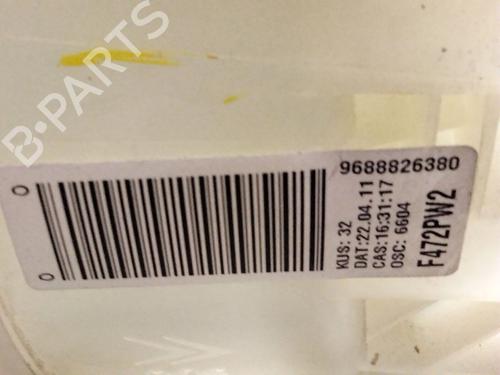 B-PARTS
9688826380
KUS: 32
DAT:22.04.11
CAS:16:31:17
OSC: 6604
F472PW2